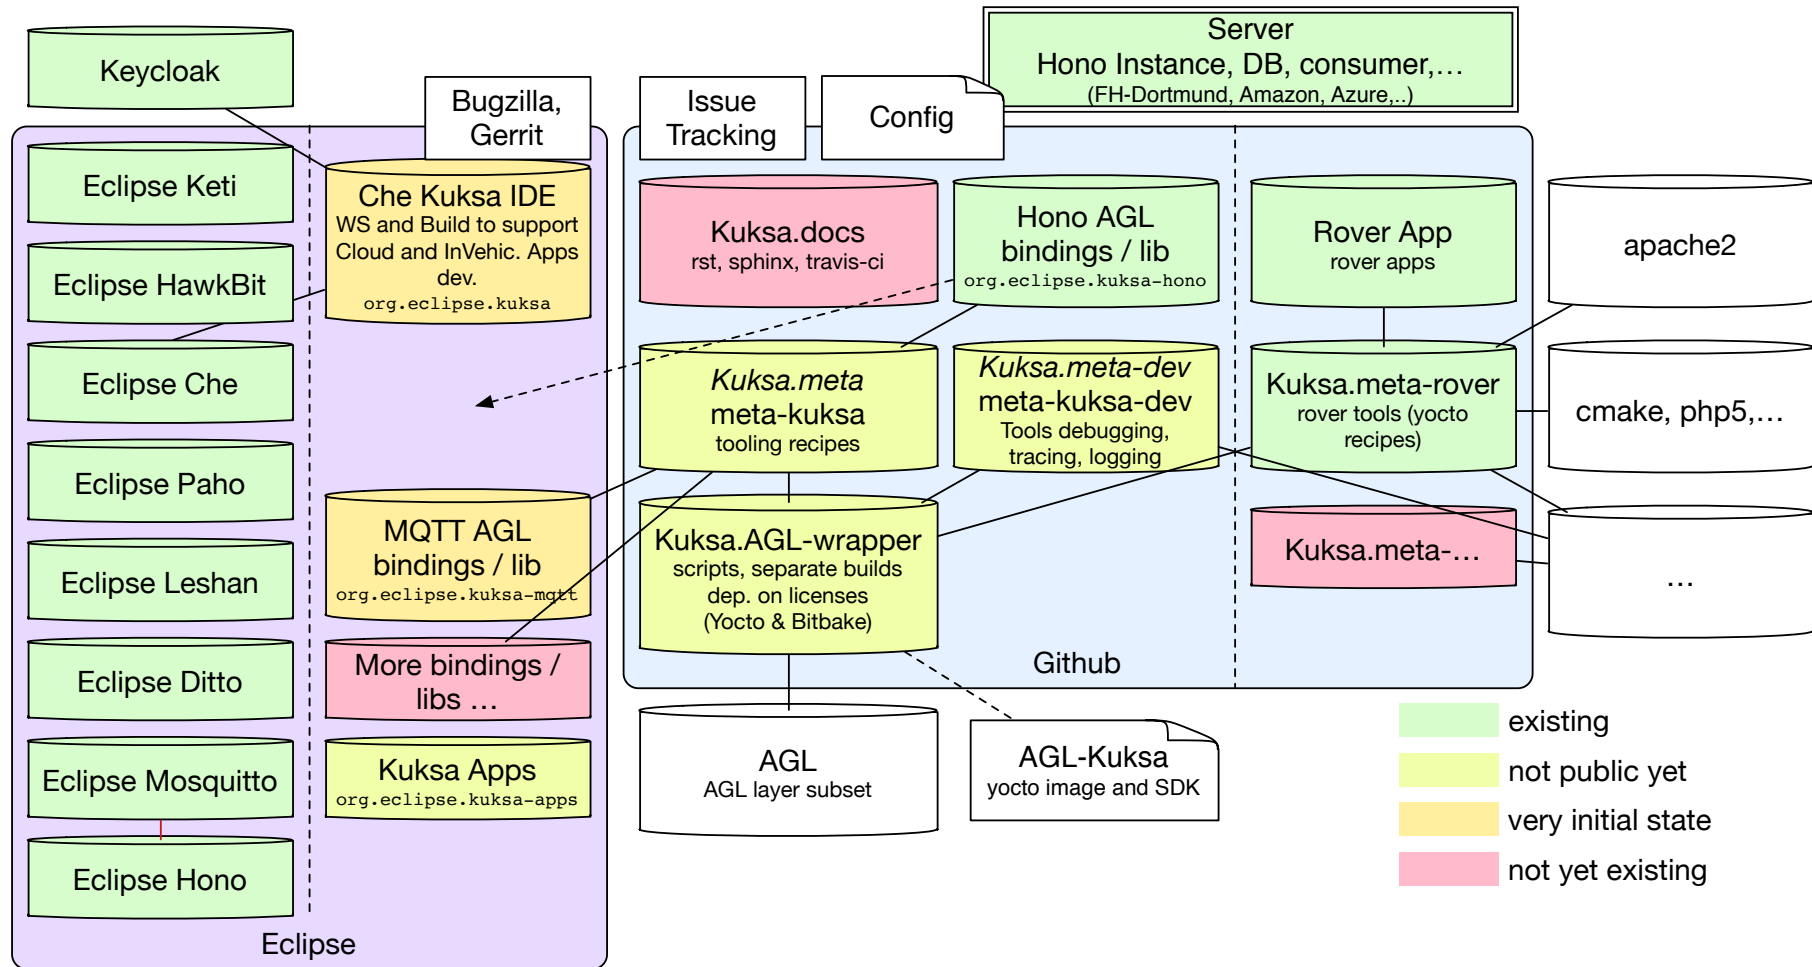 Keycloak
Bugzilla,
Gerrit
Issue
Tracking
Config
Server
Hono Instance, DB, consumer,...
(FH-Dortmund, Amazon, Azure,..)
Eclipse Keti
Eclipse HawkBit
Eclipse Che
Eclipse Paho
Eclipse Leshan
Eclipse Ditto
Eclipse Mosquitto
Eclipse Hono
Che Kuksa IDE
WS and Build to support
Cloud and InVehic. Apps
dev.
org.eclipse.kuksa
MQTT AGL
bindings / lib
org.eclipse.kuksa-mqtt
More bindings /
libs ...
Kuksa Apps
org.eclipse.kuksa-apps
Eclipse
Kuksa.docs
rst, sphinx, travis-ci
Hono AGL
bindings / lib
org.eclipse.kuksa-hono
Rover App
rover apps
apache2
Kuksa.meta
meta-kuksa
tooling recipes
Kuksa.meta-dev
meta-kuksa-dev
Tools debugging,
tracing, logging
Kuksa.meta-rover
rover tools (yocto
recipes)
cmake, php5,...
Kuksa.AGL-wrapper
scripts, separate builds
dep. on licenses
(Yocto & Bitbake)
Kuksa.meta-...
...
Github
AGL
AGL layer subset
AGL-Kuksa
yocto image and SDK
existing
not public yet
very initial state
not yet existing